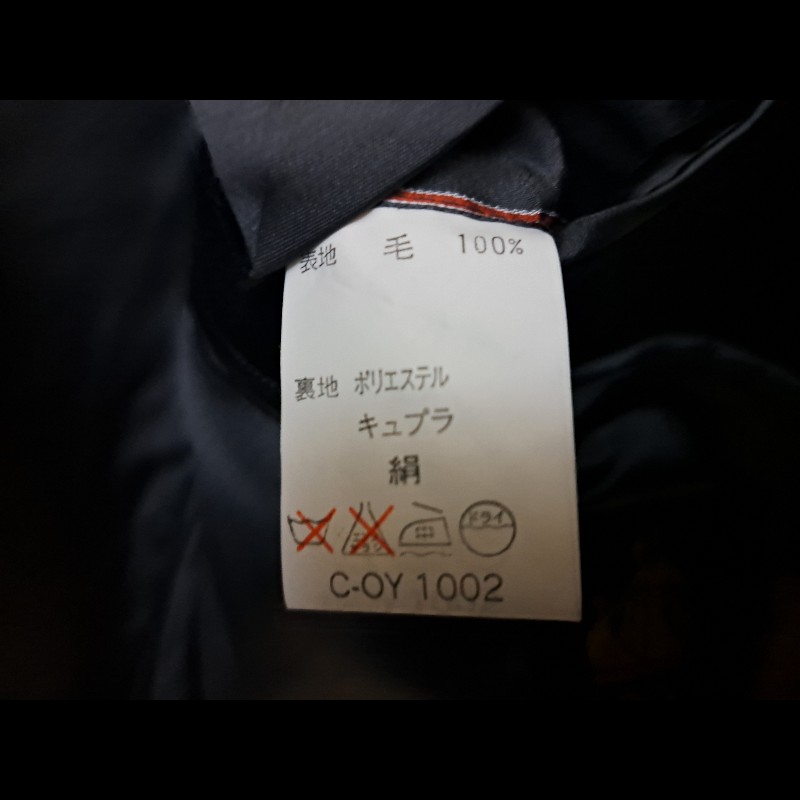 表地 毛 100%
裏地 ポリエステル
キュプラ
絹
ドライ
C-OY 1002